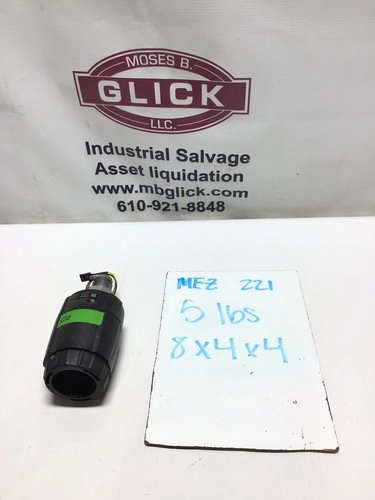 MOSES B.
GLICK
LLC.
Industrial Salvage
Asset liquidation
www.mbglick.com
610-921-8848
MEZ 221
5 lbs
8x4x4